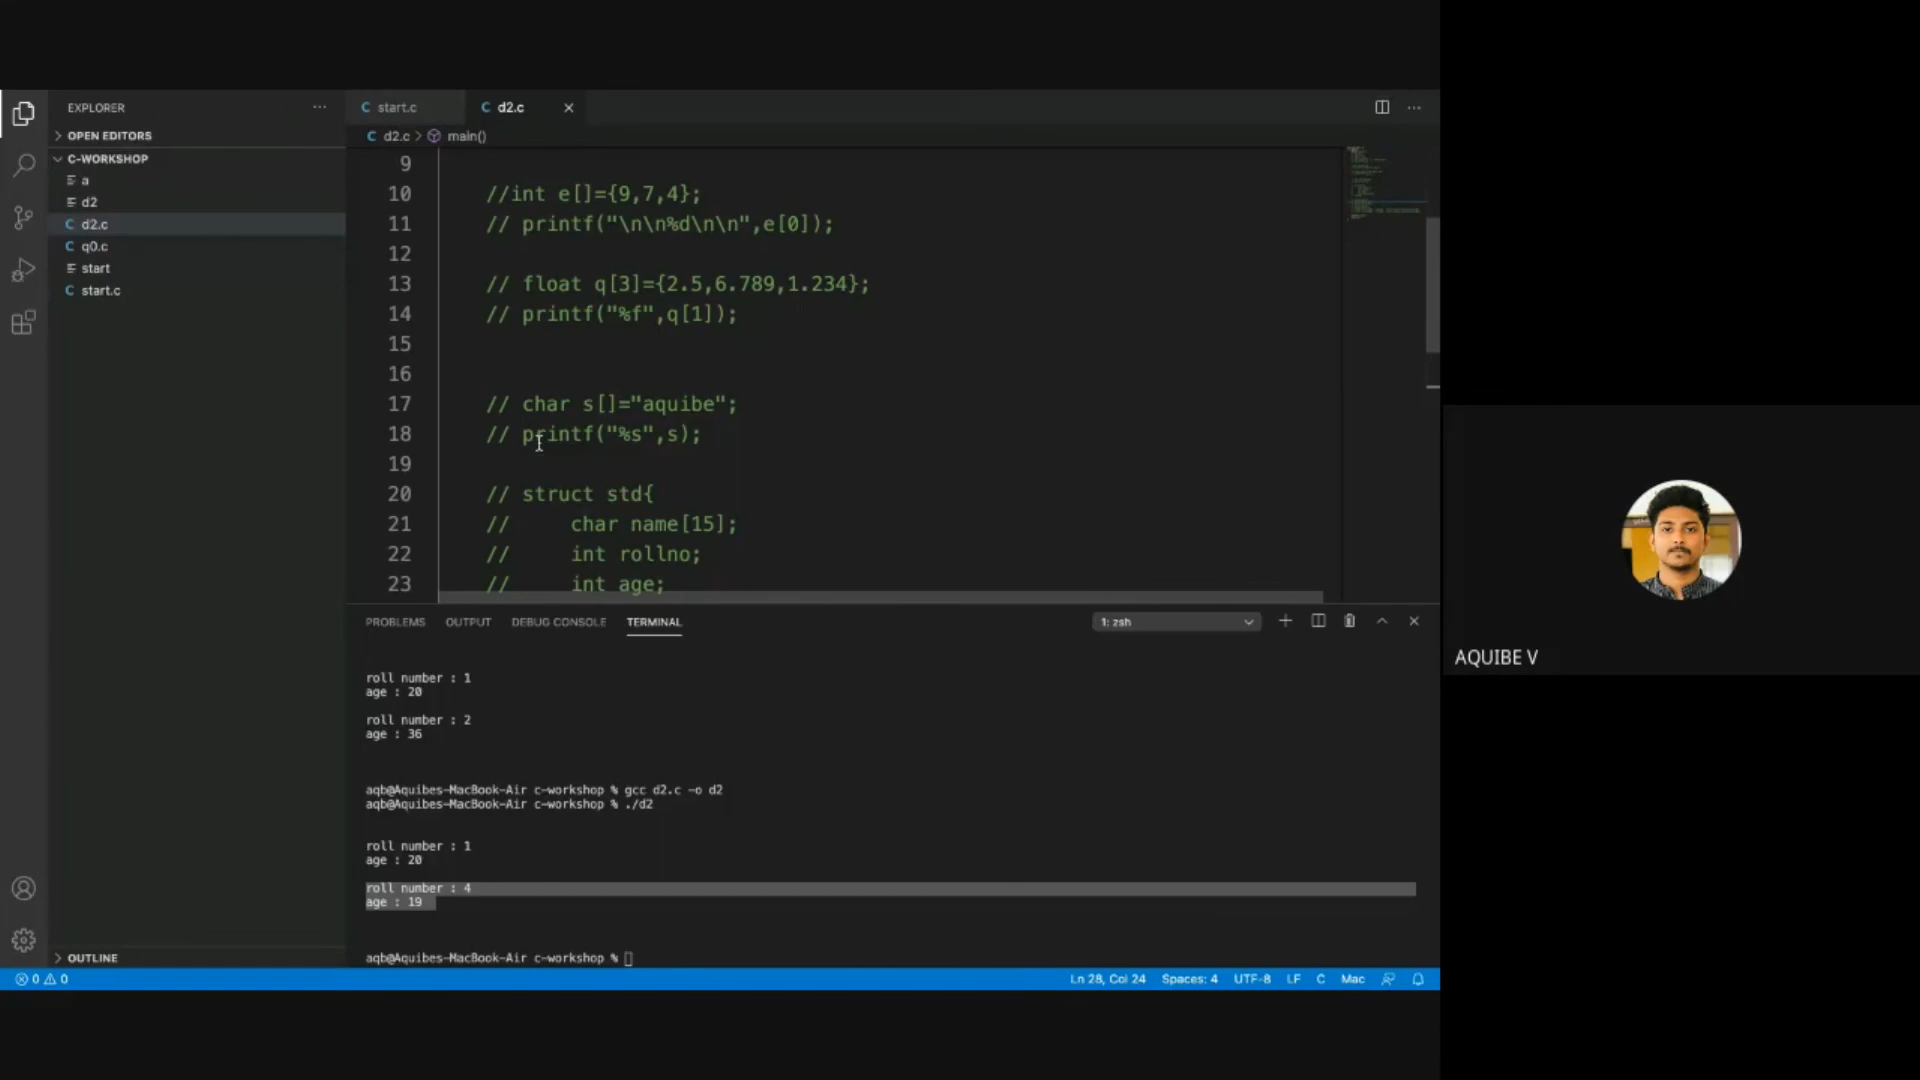 EXPLORER
start.c
d2.c
OPEN EDITORS
d2.c > main()
C-WORKSHOP
a
d2
d2.c
q0.c
start
start.c
9
10 //int e[]={9,7,4};
11 // printf("\n\n%d\n\n",e[0]);
12
13 // float q[3]={2.5,6.789,1.234};
14 // printf("%f",q[1]);
15
16
17 // char s[]="aquibe";
18 // printf("%s",s);
19
20 // struct std{
21 //     char name[15];
22 //     int rollno;
23 //     int age;
PROBLEMS OUTPUT DEBUG CONSOLE TERMINAL 1: zsh
roll number : 1
age : 20
roll number : 2
age : 36
aqb@Aquibes-MacBook-Air c-workshop % gcc d2.c -o d2
aqb@Aquibes-MacBook-Air c-workshop % ./d2
roll number : 1
age : 20
roll number : 4
age : 19
aqb@Aquibes-MacBook-Air c-workshop %
OUTLINE
0 0 Ln 28, Col 24 Spaces: 4 UTF-8 LF C Mac
AQUIBE V